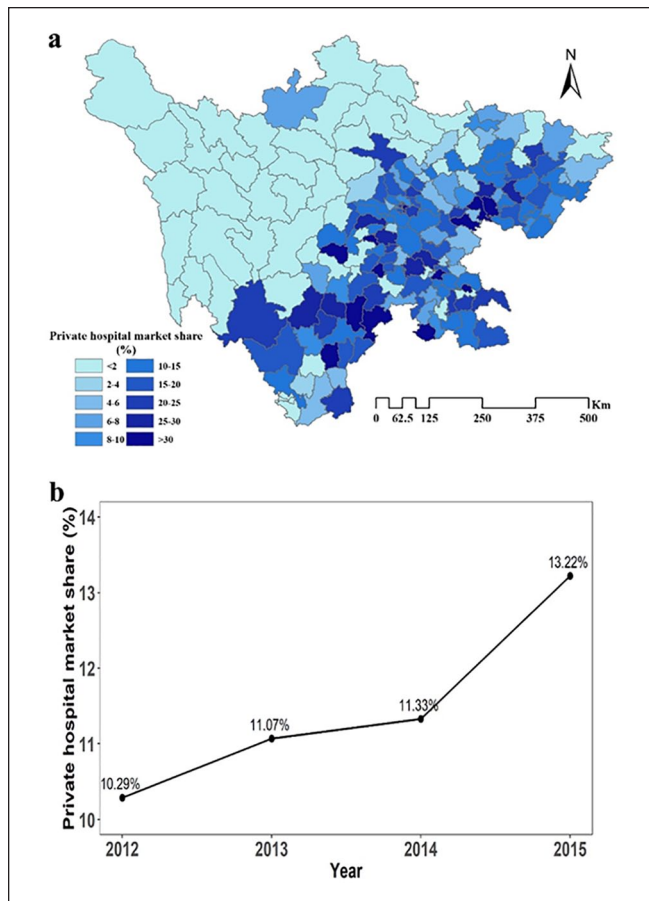 a
N
Private hospital market share
(%)
<2 10-15
2-4 15-20
4-6 20-25
6-8 25-30
8-10 >30
Km
0 62.5 125 250 375 500
b
Private hospital market share (%)
14
13
12
11
10
10.29%
11.07%
11.33%
13.22%
2012 2013 2014 2015
Year